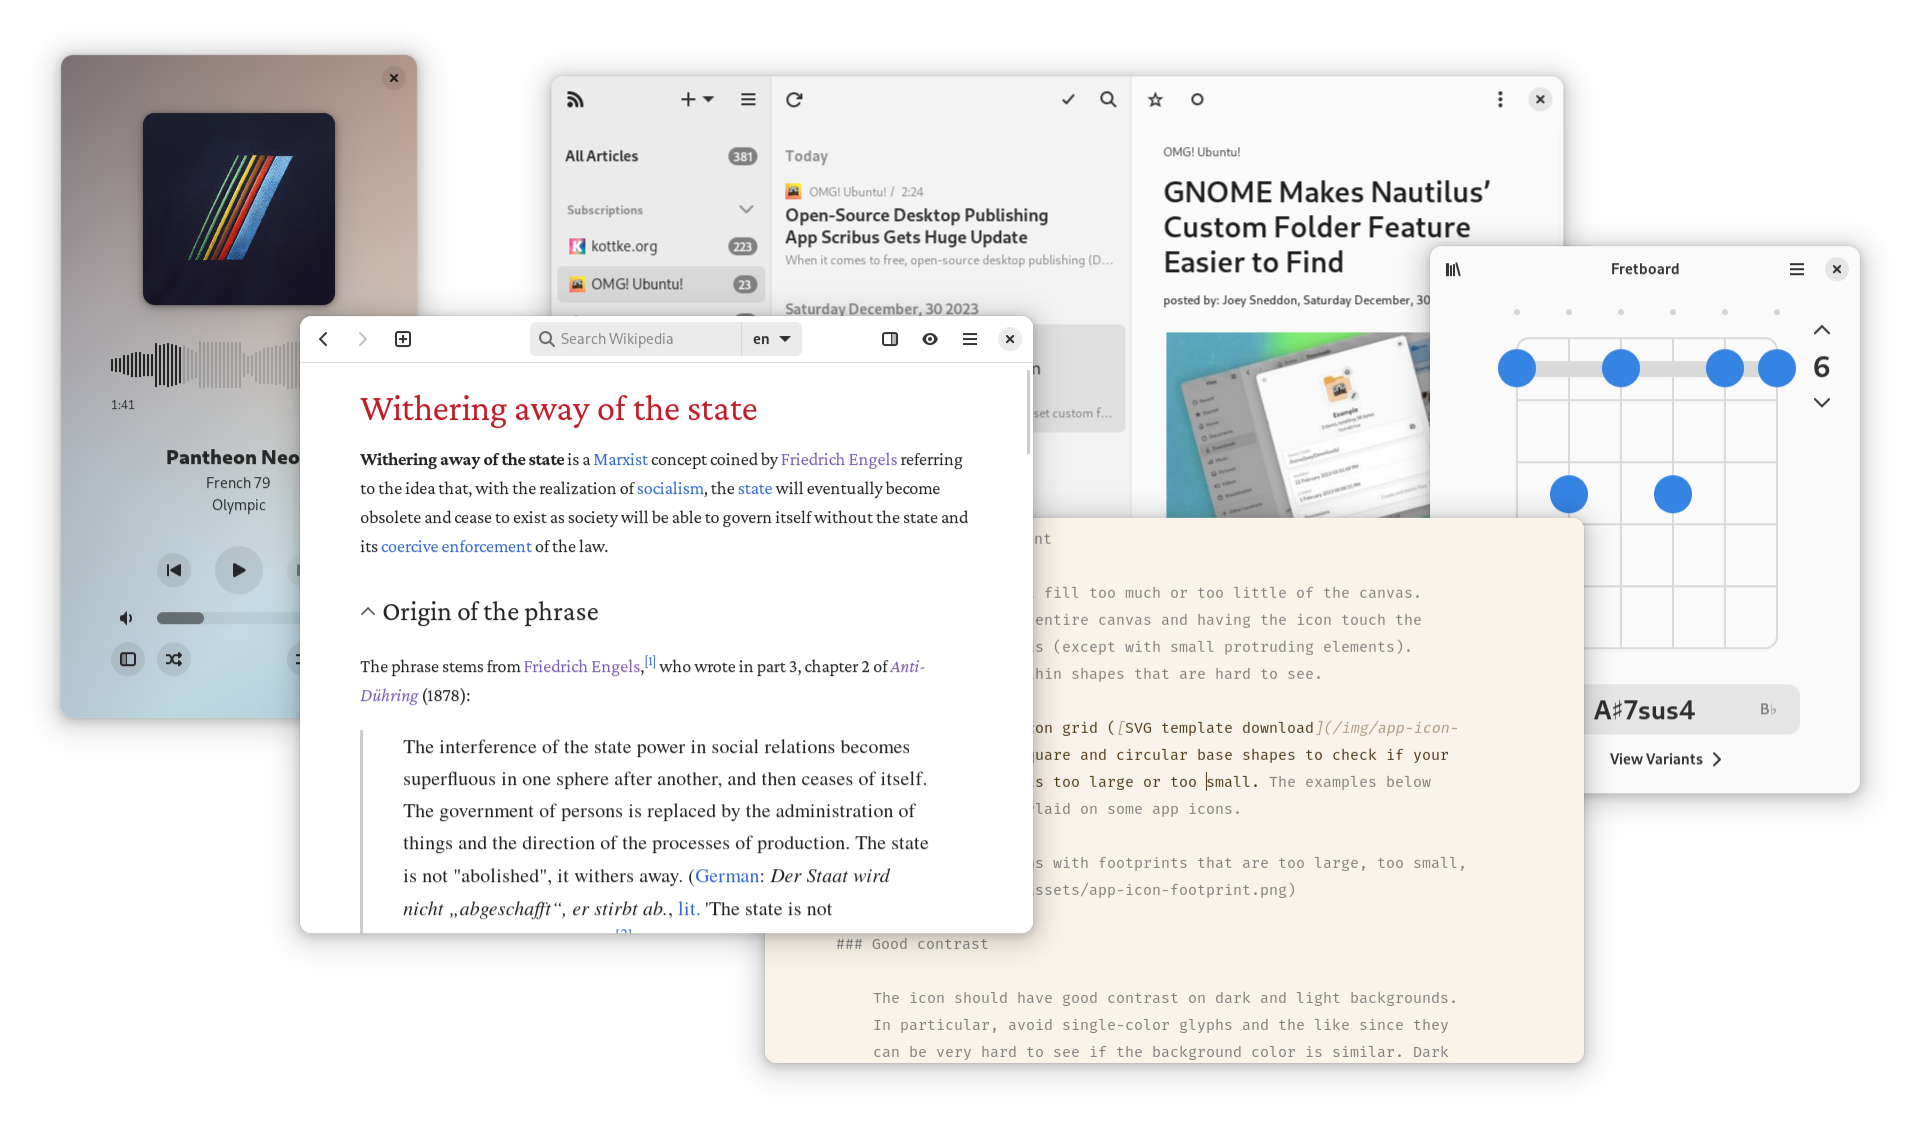 1:41
Pantheon Neo
French 79
Olympic
All Articles 381
Subscriptions
kottke.org 223
OMG! Ubuntu! 23
Today
OMG! Ubuntu! / 2:24
Open-Source Desktop Publishing
App Scribus Gets Huge Update
When it comes to free, open-source desktop publishing (D...
Saturday December, 30 2023
set custom f...
OMG! Ubuntu!
GNOME Makes Nautilus’
Custom Folder Feature
Easier to Find
posted by: Joey Sneddon, Saturday December, 30
Example
Fretboard
6
A♯7sus4 B♭
View Variants
Search Wikipedia en
Withering away of the state
Withering away of the state is a Marxist concept coined by Friedrich Engels referring
to the idea that, with the realization of socialism, the state will eventually become
obsolete and cease to exist as society will be able to govern itself without the state and
its coercive enforcement of the law.
Origin of the phrase
The phrase stems from Friedrich Engels,[1] who wrote in part 3, chapter 2 of Anti-
Dühring (1878):
The interference of the state power in social relations becomes
superfluous in one sphere after another, and then ceases of itself.
The government of persons is replaced by the administration of
things and the direction of the processes of production. The state
is not "abolished", it withers away. (German: Der Staat wird
nicht „abgeschafft“, er stirbt ab., lit. 'The state is not
fill too much or too little of the canvas.
entire canvas and having the icon touch the
(except with small protruding elements).
shapes that are hard to see.
grid ([SVG template download](/img/app-icon-
and circular base shapes to check if your
too large or too small. The examples below
on some app icons.
with footprints that are too large, too small,
/app-icon-footprint.png)
### Good contrast
The icon should have good contrast on dark and light backgrounds.
In particular, avoid single-color glyphs and the like since they
can be very hard to see if the background color is similar. Dark